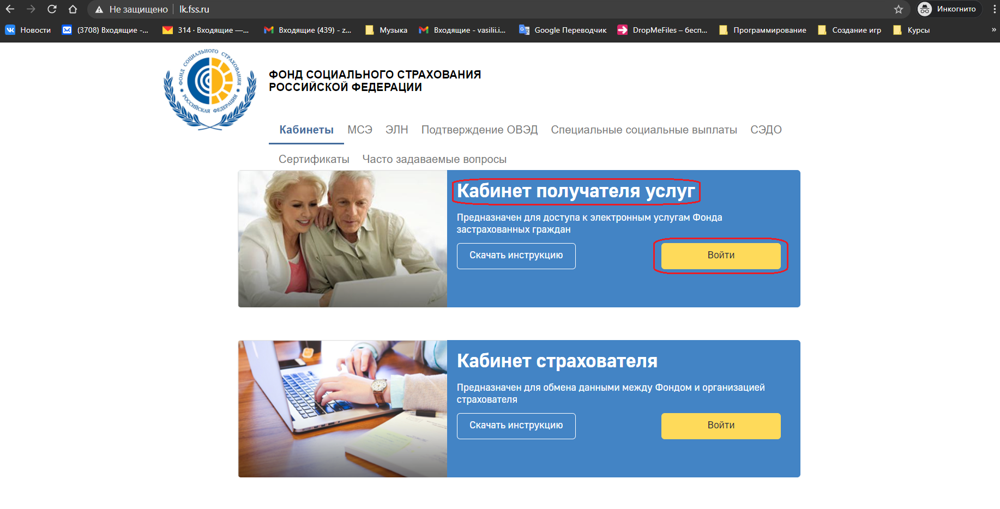 Не защищено lk.fss.ru Инкогнито
Новости (3708) Входящие -... 314 · Входящие —... Входящие (439) - z... Музыка Входящие - vasilii.i... Google Переводчик DropMeFiles – бесп... Программирование Создание игр Курсы »
ФОНД СОЦИАЛЬНОГО СТРАХОВАНИЯ
РОССИЙСКАЯ ФЕДЕРАЦИЯ
ФОНД СОЦИАЛЬНОГО СТРАХОВАНИЯ
РОССИЙСКОЙ ФЕДЕРАЦИИ
Кабинеты МСЭ ЭЛН Подтверждение ОВЭД Специальные социальные выплаты СЭДО
Сертификаты Часто задаваемые вопросы
Кабинет получателя услуг
Предназначен для доступа к электронным услугам Фонда
застрахованных граждан
Скачать инструкцию Войти
Кабинет страхователя
Предназначен для обмена данными между Фондом и организацией
страхователя
Скачать инструкцию Войти